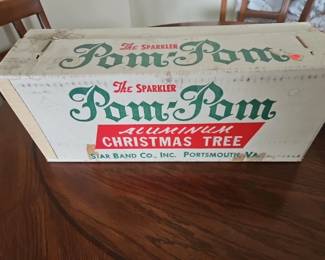 The SPARKLER
Pom-Pom
The SPARKLER
Pom-Pom
ALUMINUM
CHRISTMAS TREE
STAR BAND CO., INC. PORTSMOUTH, VA.